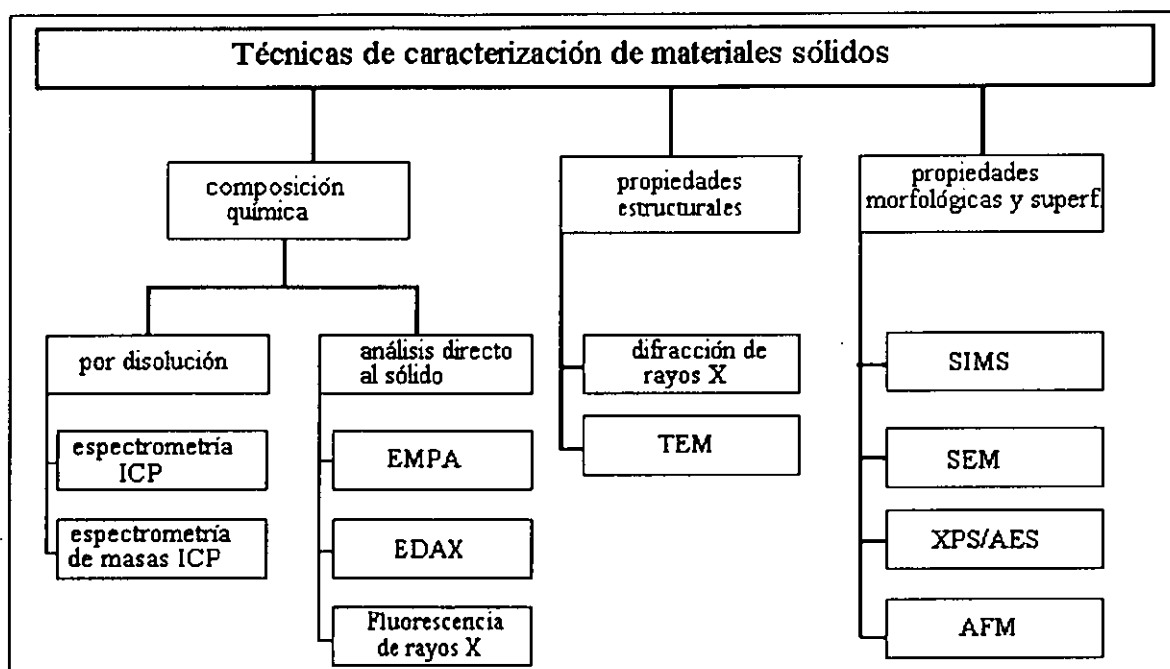 Técnicas de caracterización de materiales sólidos
composición
química
propiedades
estructurales
propiedades
morfológicas y superf.
por disolución
análisis directo
al sólido
difracción de
rayos X
SIMS
espectrometría
ICP
EMPA
TEM
SEM
espectrometría
de masas ICP
EDAX
XPS/AES
Fluorescencia
de rayos X
AFM